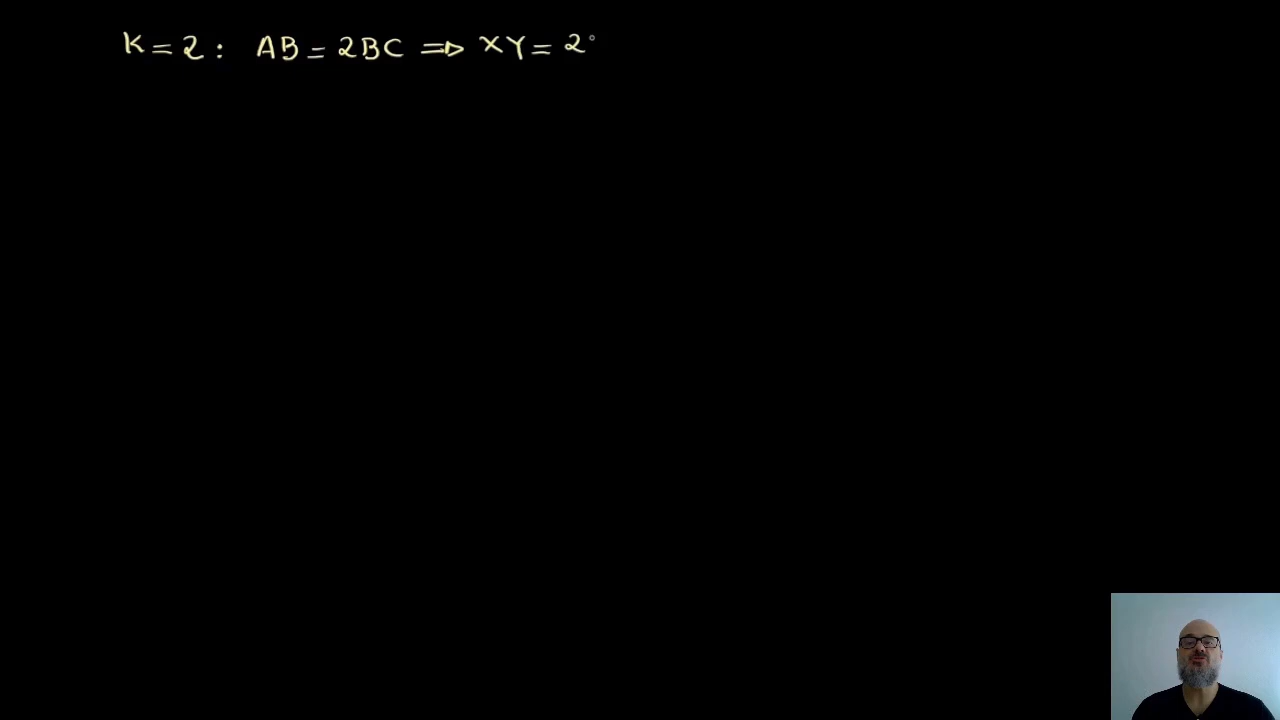 K = 2 : AB = 2BC ⇒ XY = 2